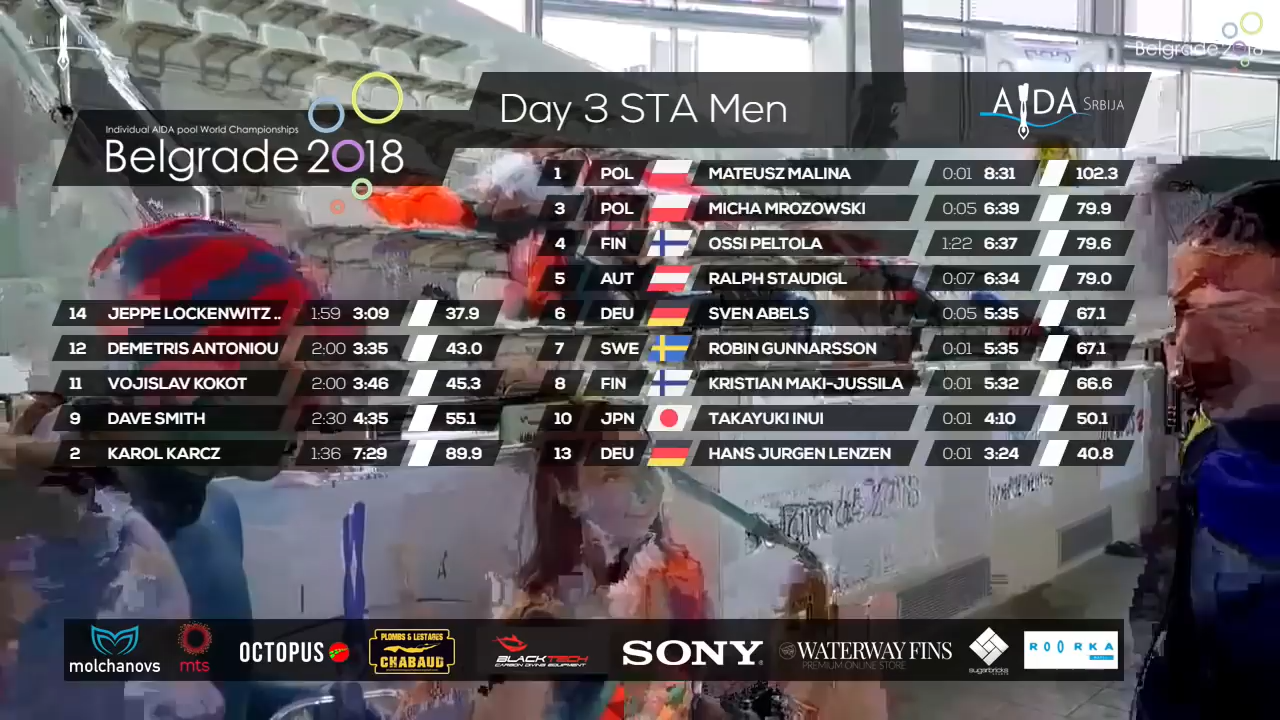 AIDA
Belgrade 2018
Individual AIDA pool World Championships
Belgrade 2018
Day 3 STA Men
AIDA SRBIJA
1 POL MATEUSZ MALINA 0:01 8:31 102.3
3 POL MICHA MROZOWSKI 0:05 6:39 79.9
4 FIN OSSI PELTOLA 1:22 6:37 79.6
5 AUT RALPH STAUDIGL 0:07 6:34 79.0
14 JEPPE LOCKENWITZ .. 1:59 3:09 37.9 6 DEU SVEN ABELS 0:05 5:35 67.1
12 DEMETRIS ANTONIOU 2:00 3:35 43.0 7 SWE ROBIN GUNNARSSON 0:01 5:35 67.1
11 VOJISLAV KOKOT 2:00 3:46 45.3 8 FIN KRISTIAN MAKI-JUSSILA 0:01 5:32 66.6
9 DAVE SMITH 2:30 4:35 55.1 10 JPN TAKAYUKI INUI 0:01 4:10 50.1
2 KAROL KARCZ 1:36 7:29 89.9 13 DEU HANS JURGEN LENZEN 0:01 3:24 40.8
molchanovs mts OCTOPUS PLOMBS & LESTARES CHABAUD BLACKTECH CARBON DIVING EQUIPMENT SONY WATERWAY FINS PREMIUM ONLINE STORE sugarbricks ROORKA